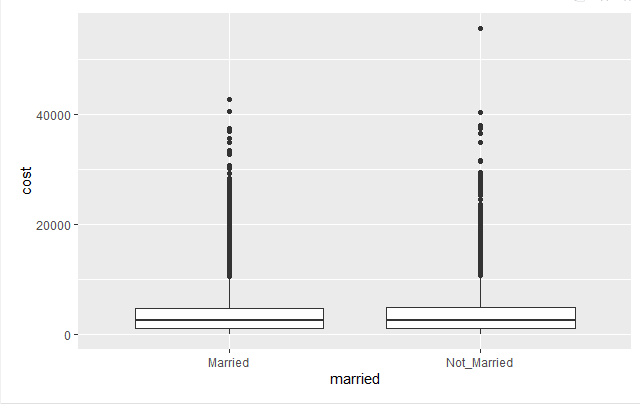 cost
40000
20000
0
Married Not_Married
married